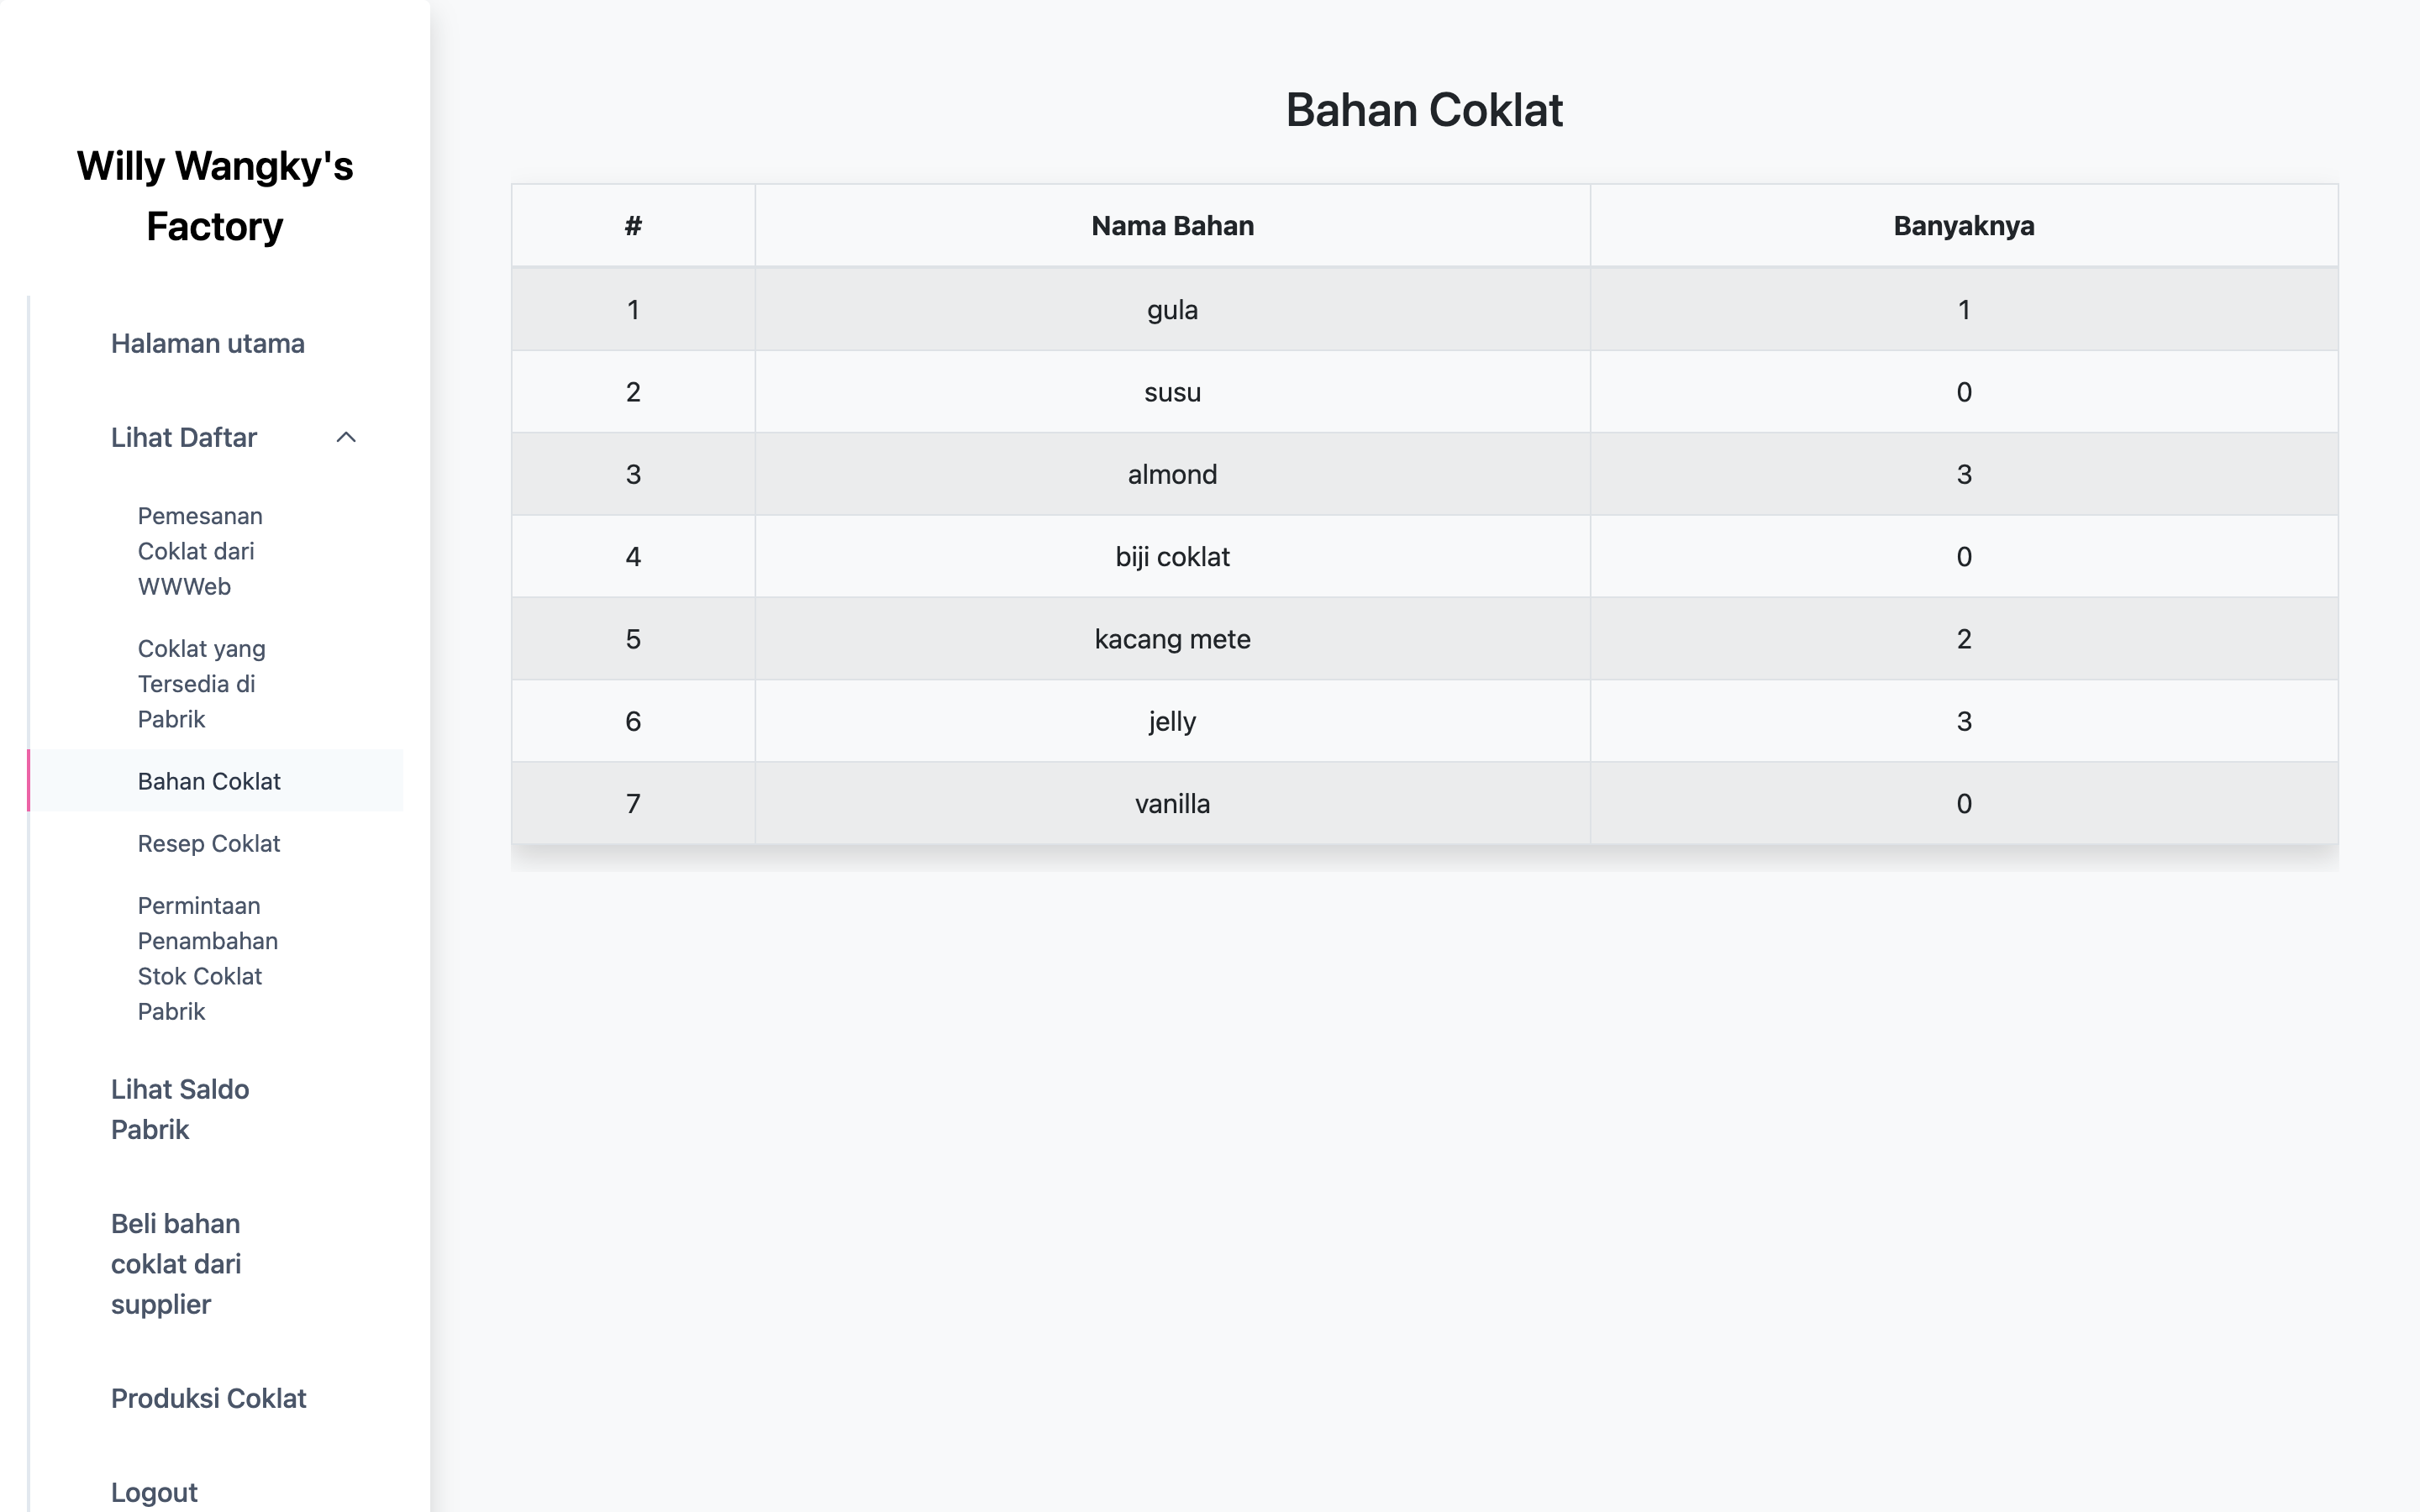 Willy Wangky's
Factory
Halaman utama
Lihat Daftar
Pemesanan
Coklat dari
WWWeb
Coklat yang
Tersedia di
Pabrik
Bahan Coklat
Resep Coklat
Permintaan
Penambahan
Stok Coklat
Pabrik
Lihat Saldo
Pabrik
Beli bahan
coklat dari
supplier
Produksi Coklat
Logout
Bahan Coklat
# Nama Bahan Banyaknya
1 gula 1
2 susu 0
3 almond 3
4 biji coklat 0
5 kacang mete 2
6 jelly 3
7 vanilla 0